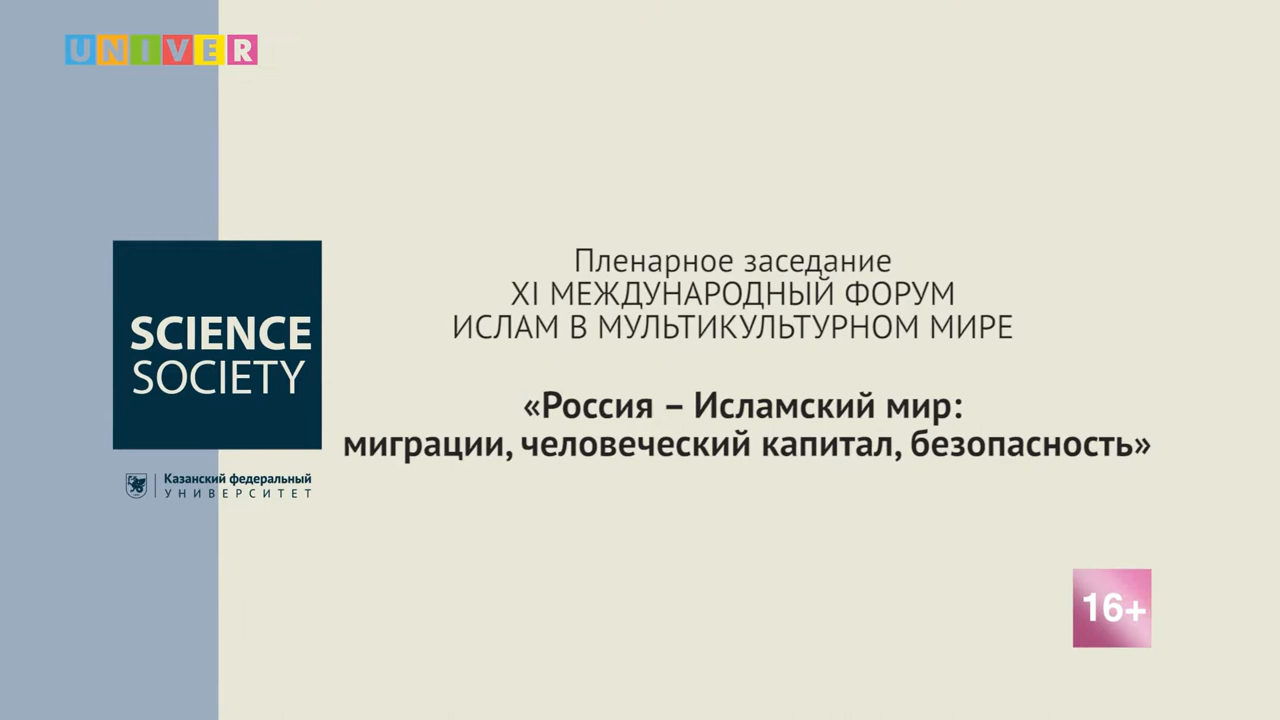 UNIVER
Пленарное заседание
XI МЕЖДУНАРОДНЫЙ ФОРУМ
ИСЛАМ В МУЛЬТИКУЛЬТУРНОМ МИРЕ
«Россия – Исламский мир:
миграции, человеческий капитал, безопасность»
SCIENCE
SOCIETY
Казанский федеральный
УНИВЕРСИТЕТ
16+